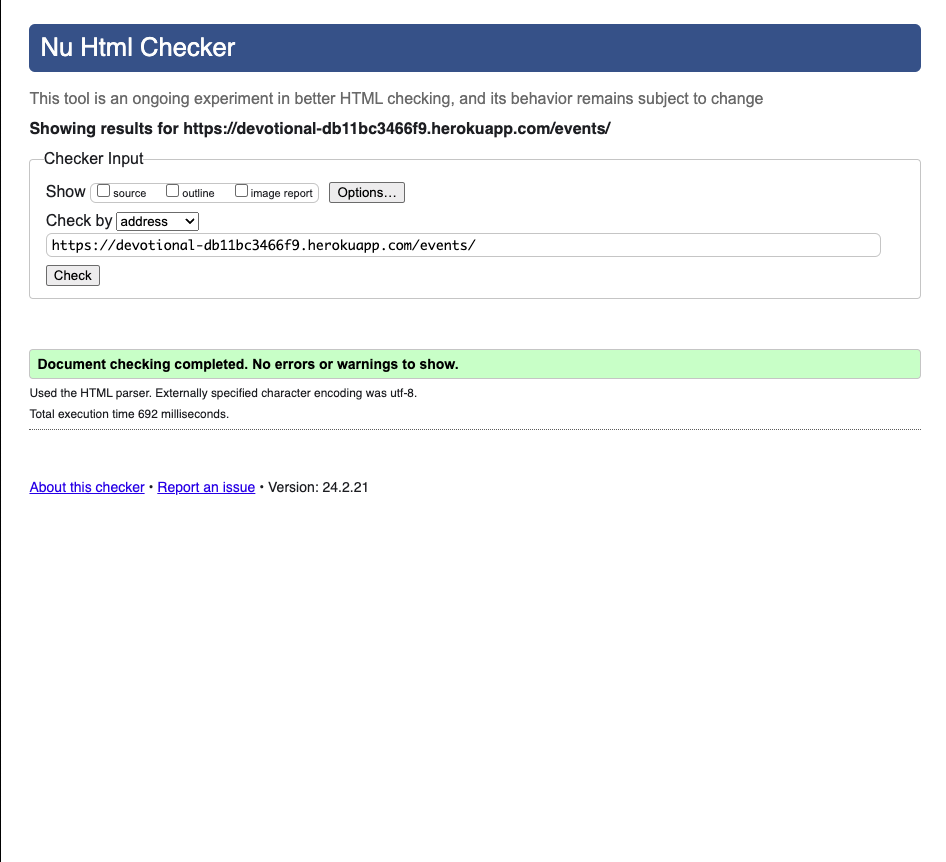 Nu Html Checker
This tool is an ongoing experiment in better HTML checking, and its behavior remains subject to change
Showing results for https://devotional-db11bc3466f9.herokuapp.com/events/
Checker Input
Show source outline image report Options...
Check by address
https://devotional-db11bc3466f9.herokuapp.com/events/
Check
Document checking completed. No errors or warnings to show.
Used the HTML parser. Externally specified character encoding was utf-8.
Total execution time 692 milliseconds.
About this checker • Report an issue • Version: 24.2.21